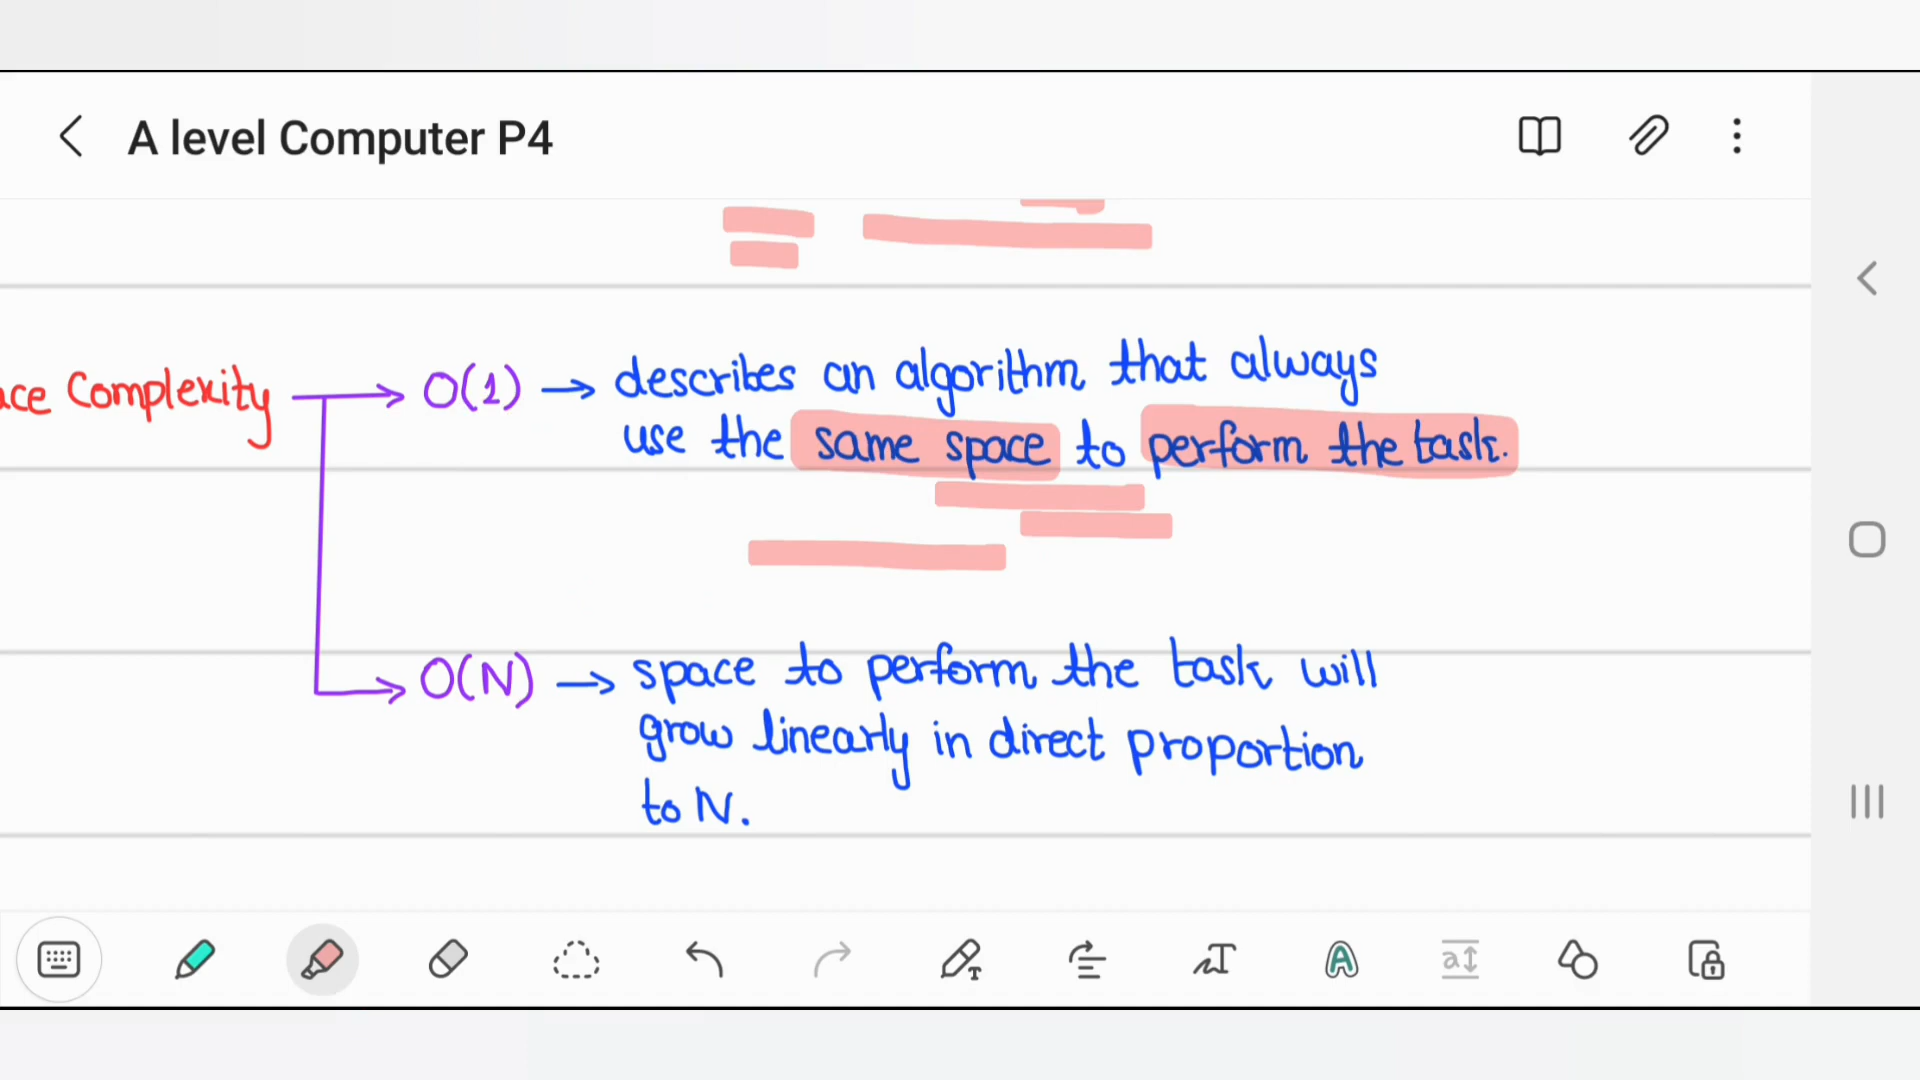 A level Computer P4
ace Complexity → O(1) → describes an algorithm that always
use the same space to perform the task.
→ O(N) → space to perform the task will
grow linearly in direct proportion
to N.